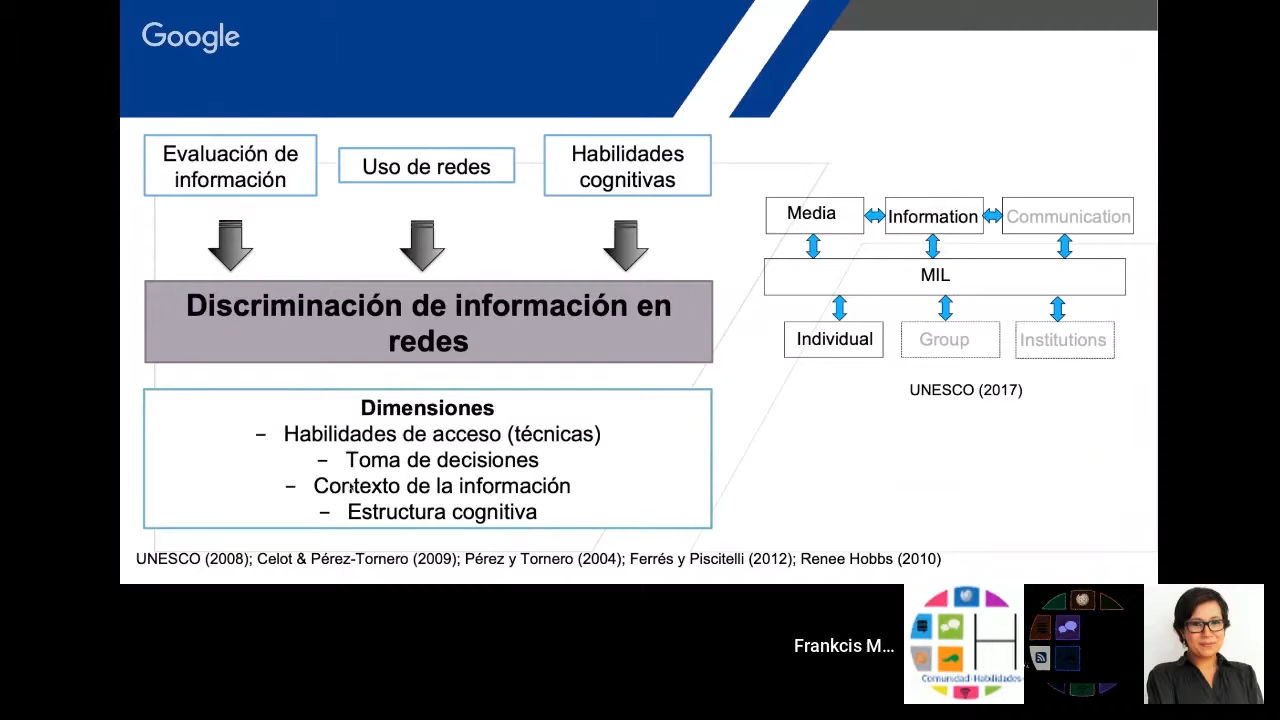 Google
Evaluación de
información
Uso de redes
Habilidades
cognitivas
Discriminación de información en
redes
Dimensiones
– Habilidades de acceso (técnicas)
– Toma de decisiones
– Contexto de la información
– Estructura cognitiva
Media
Information
Communication
MIL
Individual
Group
Institutions
UNESCO (2017)
UNESCO (2008); Celot & Pérez-Tornero (2009); Pérez y Tornero (2004); Ferrés y Piscitelli (2012); Renee Hobbs (2010)
Frankcis M...
H
Comunidad Habilidades